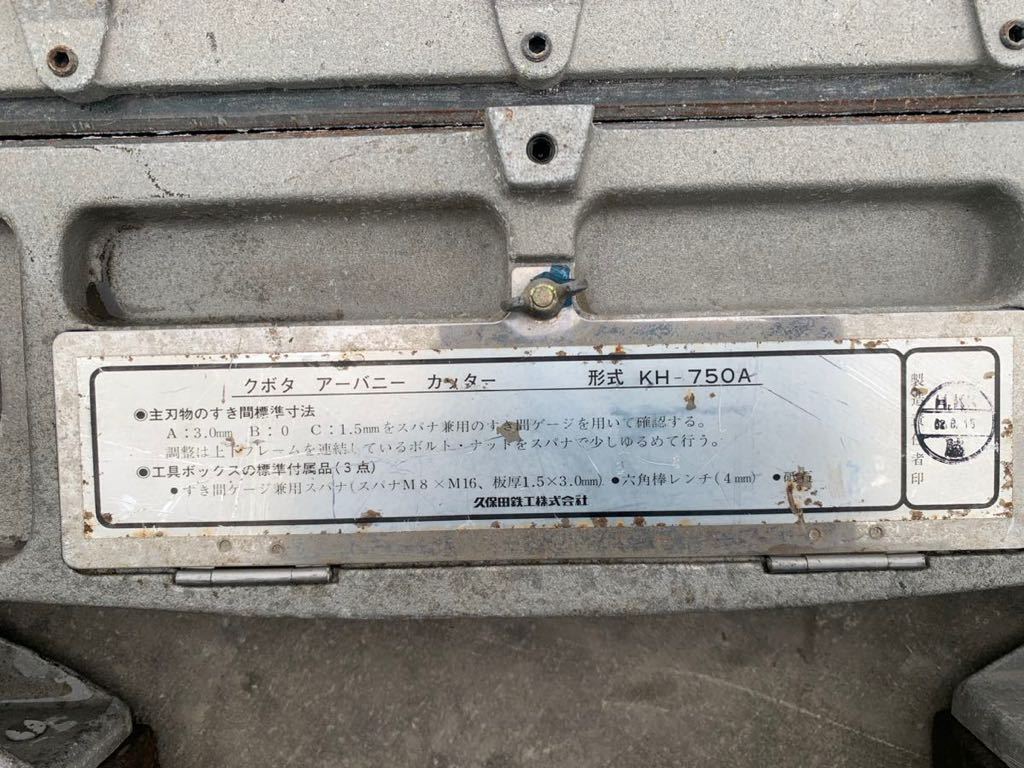 クボタ アーバニー カッター 形式 KH-750A
●主刃物のすき間標準寸法
A:3.0mm B:0 C:1.5mmをスパナ兼用のすき間ゲージを用いて確認する。
調整は上下フレームを連結しているボルト・ナットをスパナで少しゆるめて行う。
●工具ボックスの標準付属品(3点)
●すき間ゲージ兼用スパナ(スパナM8×M16、板厚1.5×3.0mm) ●六角棒レンチ(4mm) ●
久保田鉄工株式会社
製造
者印